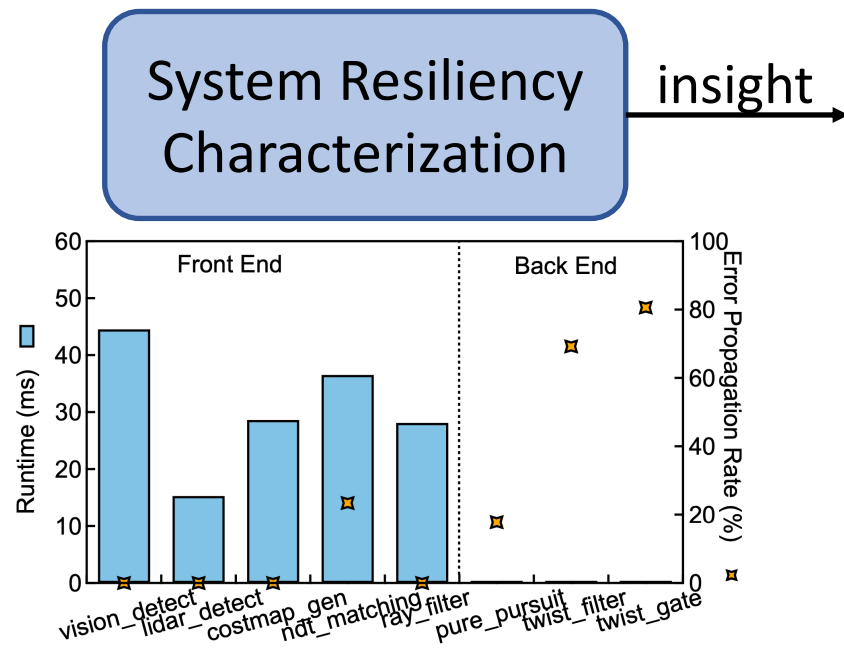 System Resiliency
Characterization
insight
Front End
Back End
60
50
40
30
20
10
0
100
80
60
40
20
0
Runtime (ms)
Error Propagation Rate (%)
vision_detect
lidar_detect
costmap_gen
ndt_matching
ray_filter
pure_pursuit
twist_filter
twist_gate